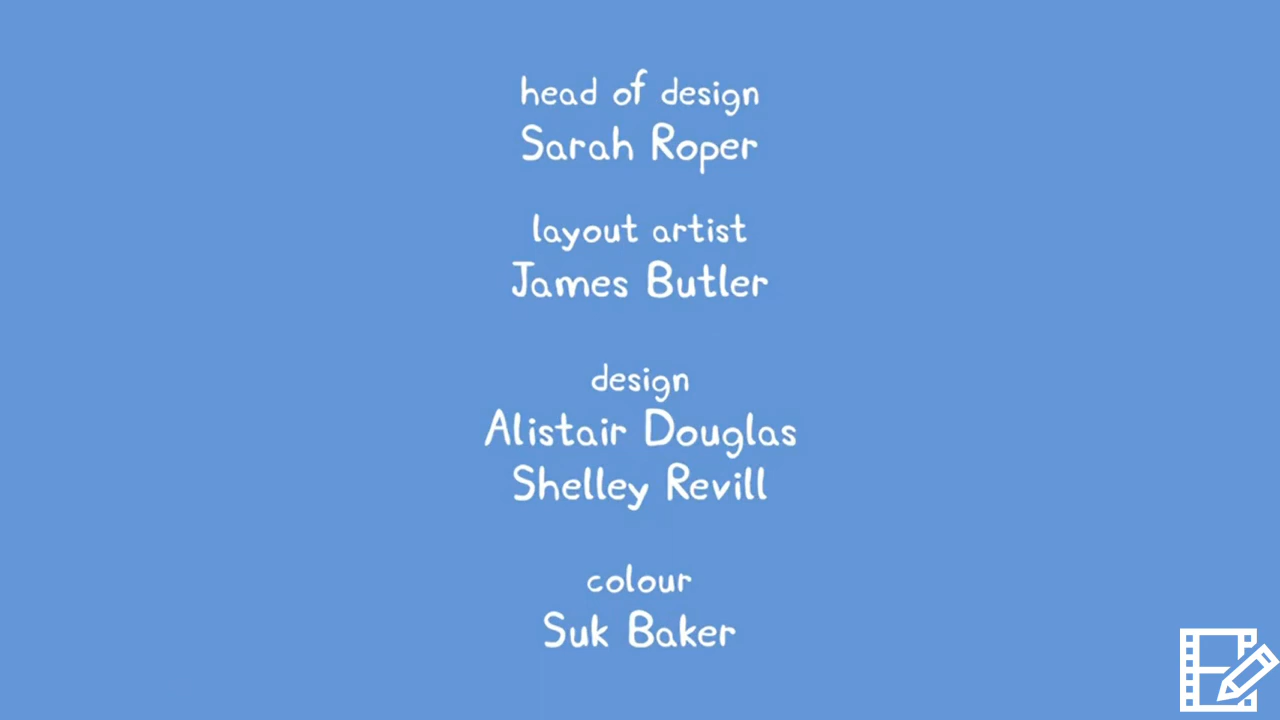 head of design
Sarah Roper
layout artist
James Butler
design
Alistair Douglas
Shelley Revill
colour
Suk Baker